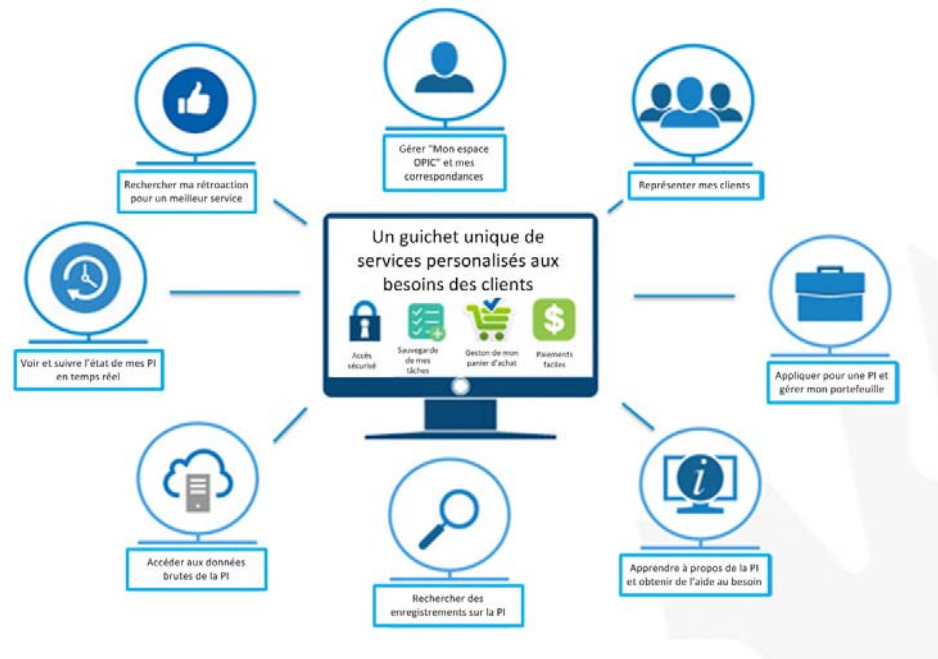 Gérer "Mon espace
OPIC" et mes
correspondances
Rechercher ma rétroaction
pour un meilleur service
Représenter mes clients
Un guichet unique de
services personalisés aux
besoins des clients
Accès
sécurisé
Sauvegarde
de mes
tâches
Geston de mon
panier d'achat
Paiements
faciles
Voir et suivre l'état de mes PI
en temps réel
Appliquer pour une PI et
gérer mon portefeuille
Accéder aux données
brutes de la PI
Rechercher des
enregistrements sur la PI
Apprendre à propos de la PI
et obtenir de l'aide au besoin